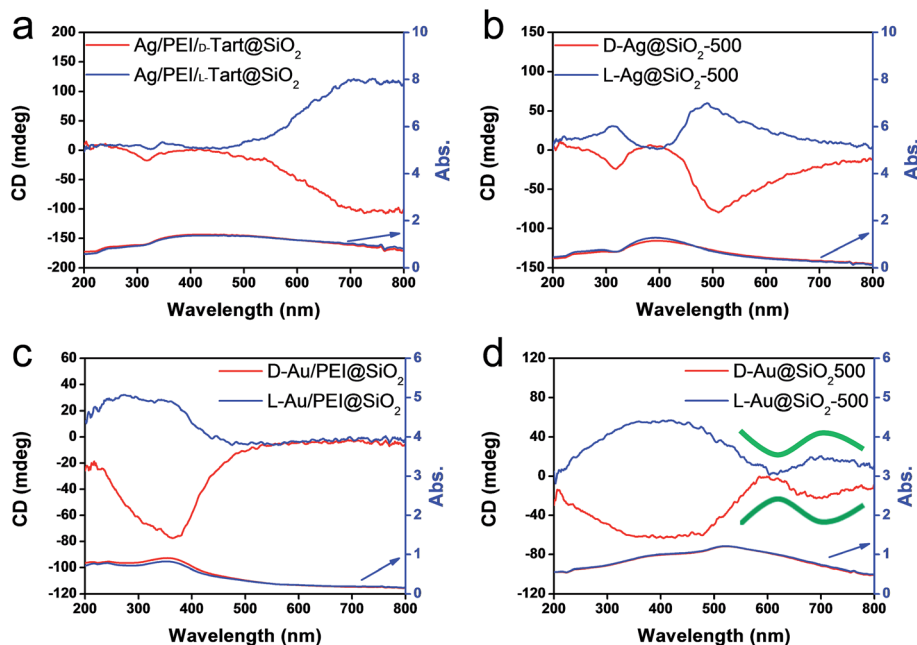 a
200
150
100
50
0
-50
-100
-150
-200
CD (mdeg)
Ag/PEI/D-Tart@SiO2
Ag/PEI/L-Tart@SiO2
10
8
6
4
2
0
Abs.
200 300 400 500 600 700 800
Wavelength (nm)
b
150
100
50
0
-50
-100
-150
CD (mdeg)
D-Ag@SiO2-500
L-Ag@SiO2-500
10
8
6
4
2
0
Abs.
200 300 400 500 600 700 800
Wavelength (nm)
c
60
40
20
0
-20
-40
-60
-80
-100
-120
CD (mdeg)
D-Au/PEI@SiO2
L-Au/PEI@SiO2
6
5
4
3
2
1
0
Abs.
200 300 400 500 600 700 800
Wavelength (nm)
d
120
80
40
0
-40
-80
-120
CD (mdeg)
D-Au@SiO2500
L-Au@SiO2-500
6
5
4
3
2
1
0
Abs.
200 300 400 500 600 700 800
Wavelength (nm)